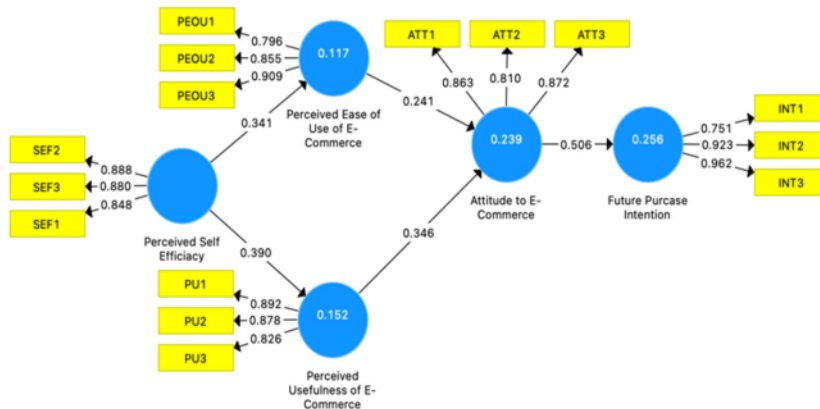 PEOU1
PEOU2
PEOU3
0.796
0.855
0.909
0.117
Perceived Ease of
Use of E-
Commerce
ATT1
ATT2
ATT3
0.863
0.810
0.872
0.341
0.241
SEF2
SEF3
SEF1
0.888
0.880
0.848
Perceived Self
Efficiacy
0.239
Attitude to E-
Commerce
0.506
0.256
Future Purcase
Intention
0.751
0.923
0.962
INT1
INT2
INT3
0.390
0.346
PU1
PU2
PU3
0.892
0.878
0.826
0.152
Perceived
Usefulness of E-
Commerce